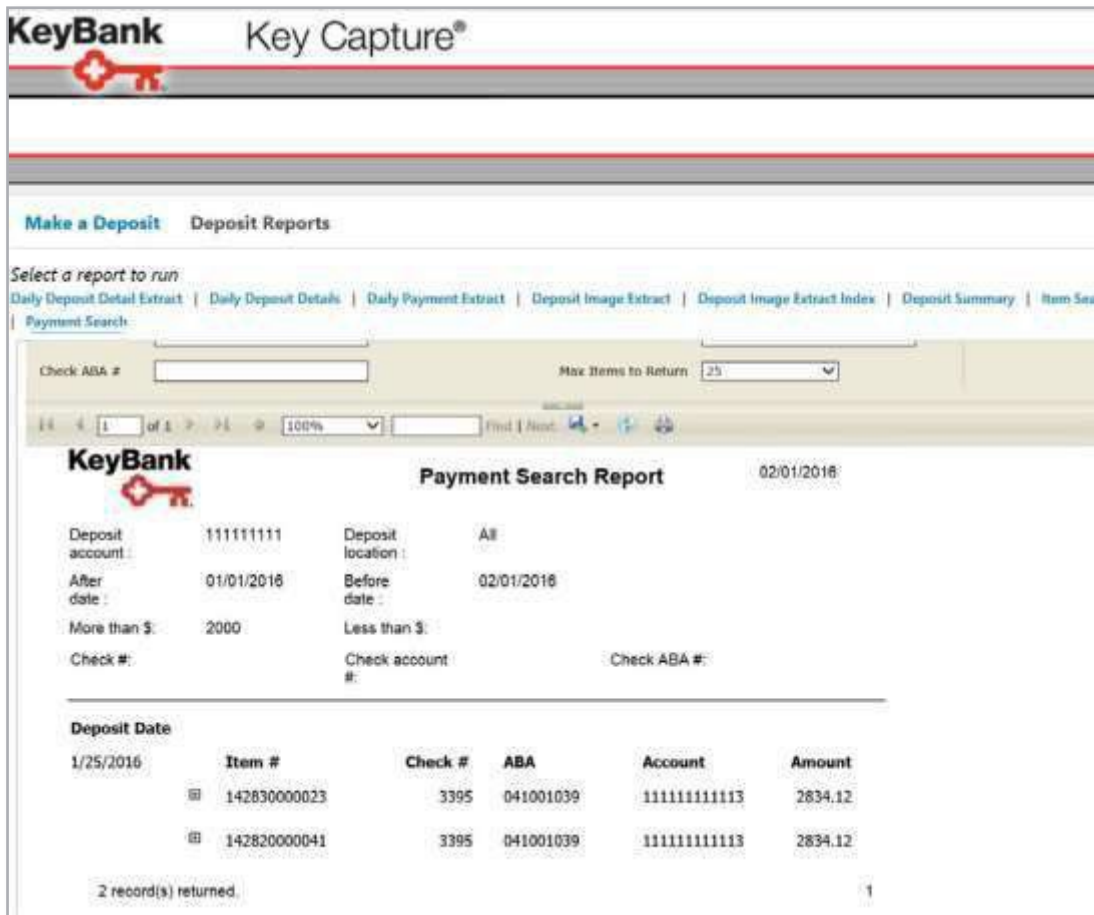 KeyBank Key Capture®
Make a Deposit Deposit Reports
Select a report to run
Daily Deposit Detail Extract | Daily Deposit Details | Daily Payment Extract | Deposit Image Extract | Deposit Image Extract Index | Deposit Summary | Item Sea
| Payment Search
Check ABA # Max Items to Return 25
1 of 1 100% Find | Next
KeyBank Payment Search Report 02/01/2016
Deposit account : 111111111 Deposit location : All
After date : 01/01/2016 Before date : 02/01/2016
More than $: 2000 Less than $:
Check #: Check account #: Check ABA #:
Deposit Date
1/25/2016 Item # Check # ABA Account Amount
142830000023 3395 041001039 111111111113 2834.12
142820000041 3395 041001039 111111111113 2834.12
2 record(s) returned. 1